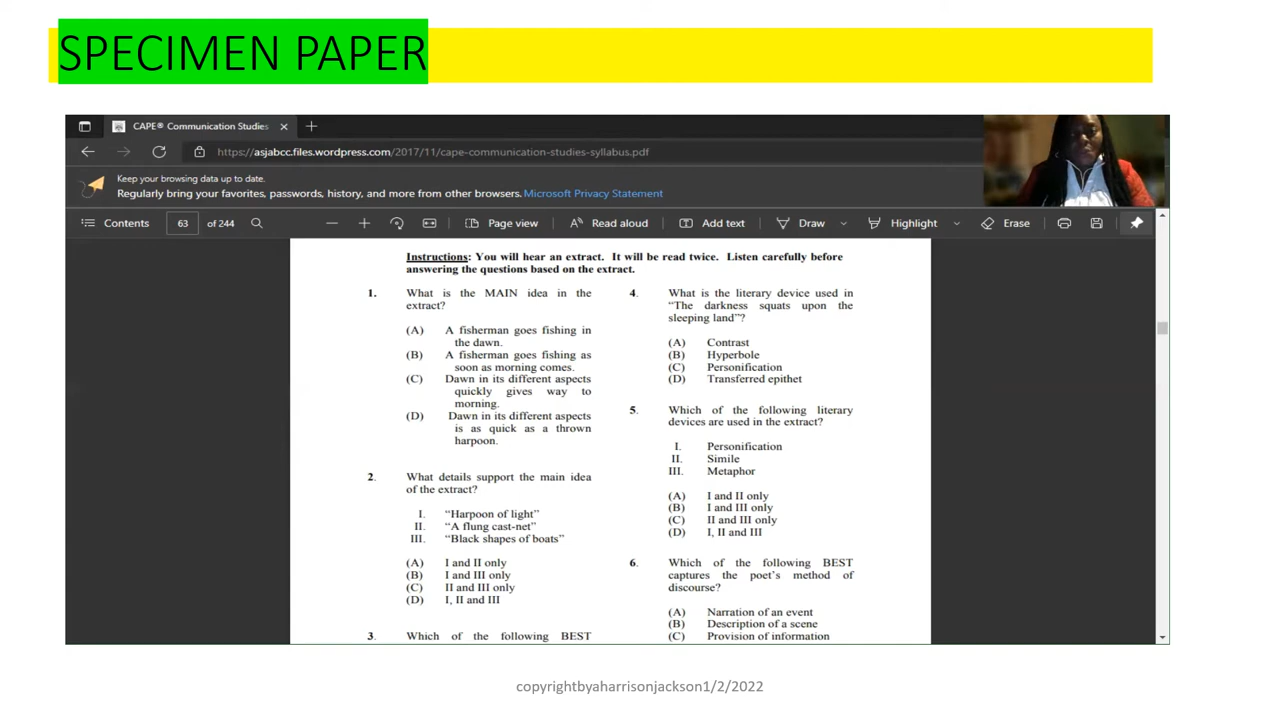 SPECIMEN PAPER
CAPE® Communication Studies
https://asjabcc.files.wordpress.com/2017/11/cape-communication-studies-syllabus.pdf
Keep your browsing data up to date.
Regularly bring your favorites, passwords, history, and more from other browsers. Microsoft Privacy Statement
Contents 63 of 244 Page view Read aloud Add text Draw Highlight Erase
Instructions: You will hear an extract. It will be read twice. Listen carefully before
answering the questions based on the extract.
1. What is the MAIN idea in the
extract?
(A) A fisherman goes fishing in
the dawn.
(B) A fisherman goes fishing as
soon as morning comes.
(C) Dawn in its different aspects
quickly gives way to
morning.
(D) Dawn in its different aspects
is as quick as a thrown
harpoon.
2. What details support the main idea
of the extract?
I. “Harpoon of light”
II. “A flung cast-net”
III. “Black shapes of boats”
(A) I and II only
(B) I and III only
(C) II and III only
(D) I, II and III
3. Which of the following BEST
4. What is the literary device used in
“The darkness squats upon the
sleeping land”?
(A) Contrast
(B) Hyperbole
(C) Personification
(D) Transferred epithet
5. Which of the following literary
devices are used in the extract?
I. Personification
II. Simile
III. Metaphor
(A) I and II only
(B) I and III only
(C) II and III only
(D) I, II and III
6. Which of the following BEST
captures the poet's method of
discourse?
(A) Narration of an event
(B) Description of a scene
(C) Provision of information
copyrightbyaharrisonjackson1/2/2022